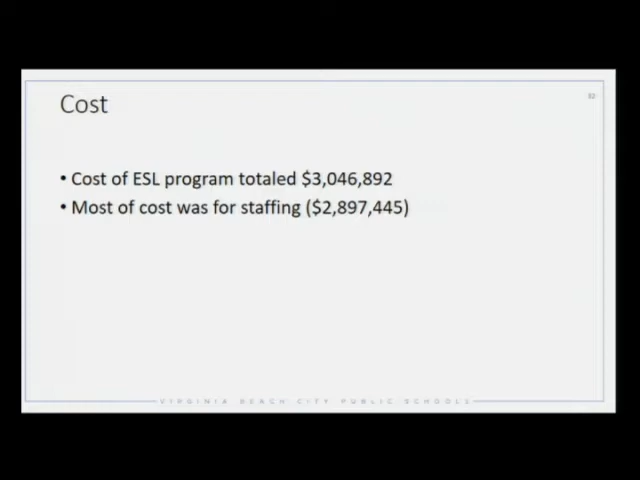 32
Cost
• Cost of ESL program totaled $3,046,892
• Most of cost was for staffing ($2,897,445)
VIRGINIA BEACH CITY PUBLIC SCHOOLS